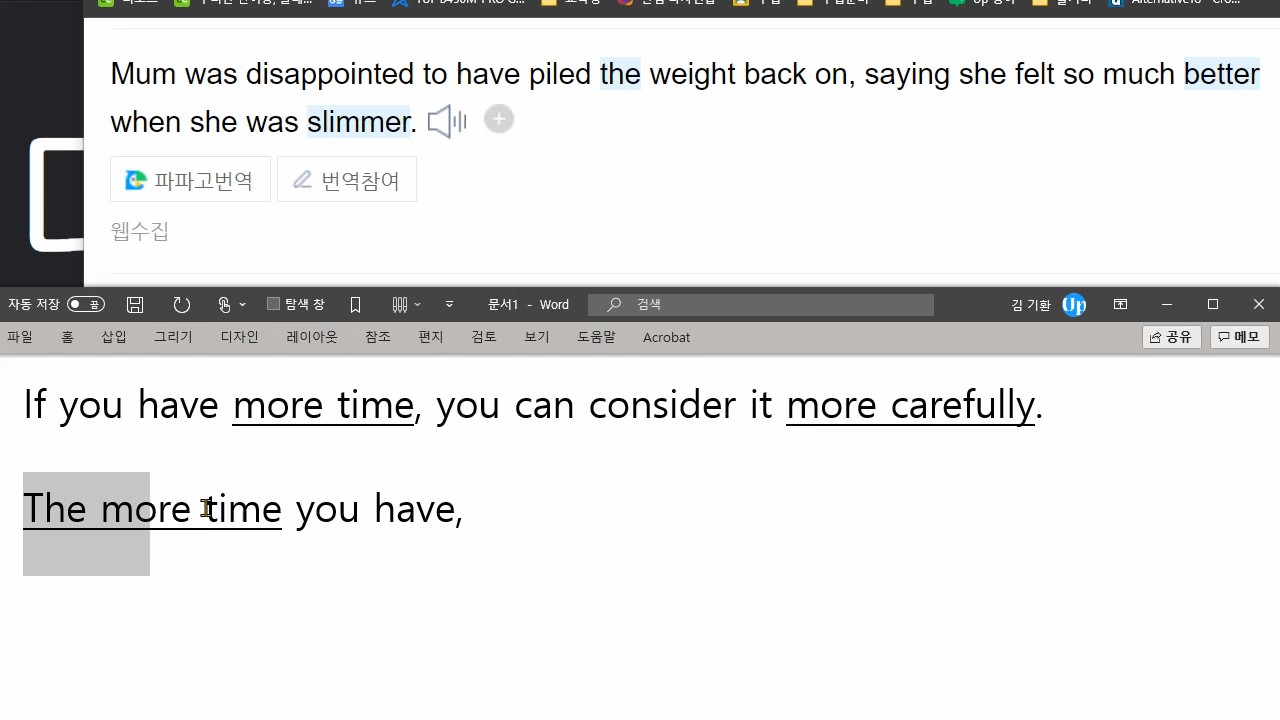 Mum was disappointed to have piled the weight back on, saying she felt so much better
when she was slimmer.
파파고번역 번역참여
웹수집
자동 저장 끔 탐색 창 문서1 - Word 검색 김 기환 Up
파일 홈 삽입 그리기 디자인 레이아웃 참조 편지 검토 보기 도움말 Acrobat 공유 메모
If you have more time, you can consider it more carefully.
The more time you have,